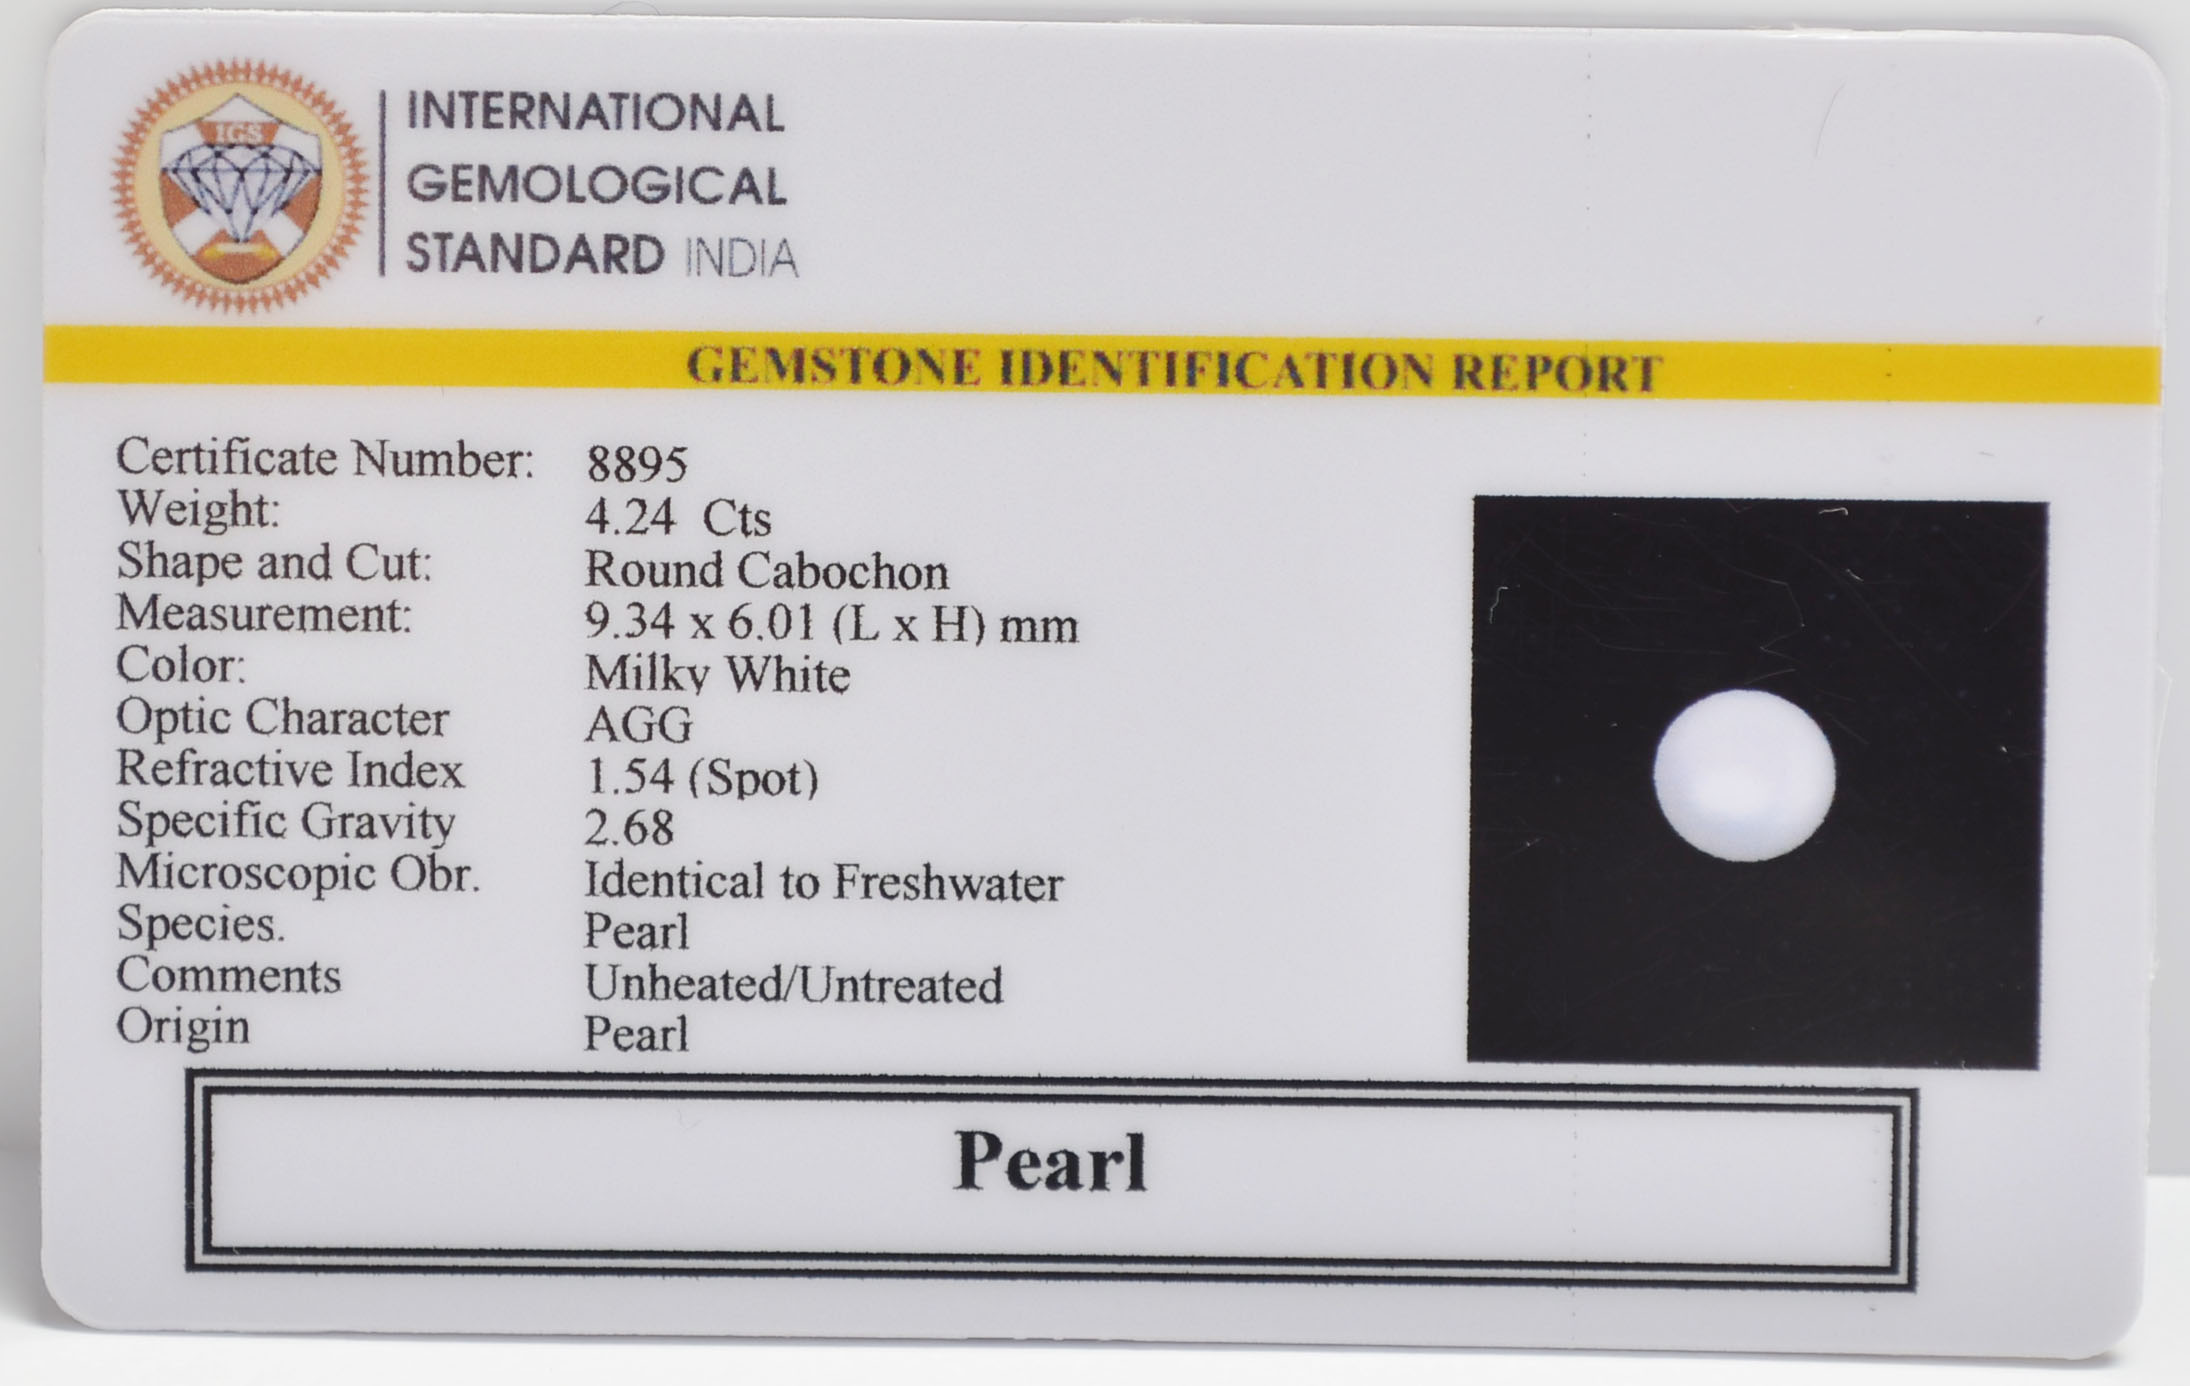 IGS
INTERNATIONAL
GEMOLOGICAL
STANDARD INDIA
GEMSTONE IDENTIFICATION REPORT
Certificate Number: 8895
Weight: 4.24 Cts
Shape and Cut: Round Cabochon
Measurement: 9.34 x 6.01 (L x H) mm
Color: Milky White
Optic Character AGG
Refractive Index 1.54 (Spot)
Specific Gravity 2.68
Microscopic Obr. Identical to Freshwater
Species. Pearl
Comments Unheated/Untreated
Origin Pearl
Pearl